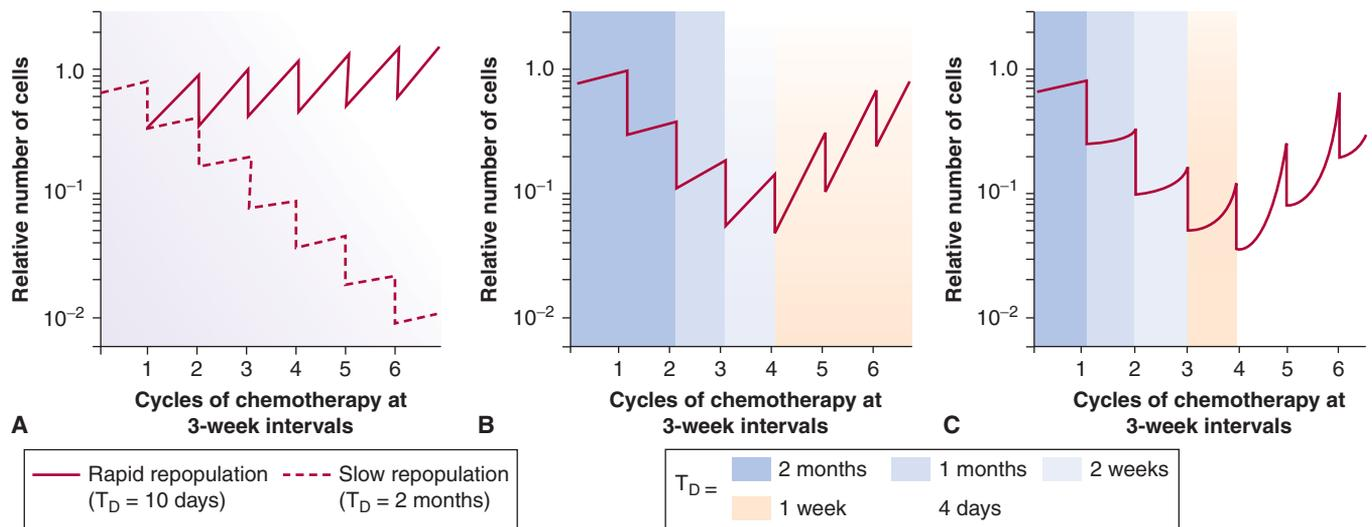 Relative number of cells
1.0
10⁻¹
10⁻²
1 2 3 4 5 6
Cycles of chemotherapy at
3-week intervals
A
Relative number of cells
1.0
10⁻¹
10⁻²
1 2 3 4 5 6
Cycles of chemotherapy at
3-week intervals
B
Relative number of cells
1.0
10⁻¹
10⁻²
1 2 3 4 5 6
Cycles of chemotherapy at
3-week intervals
C
Rapid repopulation
(T_D = 10 days)
Slow repopulation
(T_D = 2 months)
T_D =
2 months 1 months 2 weeks
1 week 4 days